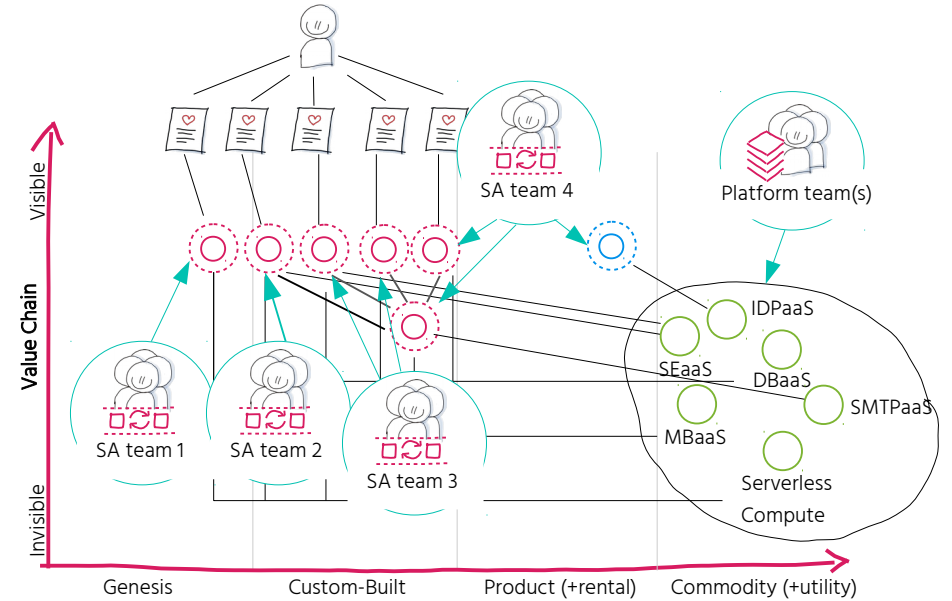 SA team 4
Platform team(s)
Visible
Value Chain
Invisible
IDPaaS
SEaaS
DBaaS
SMTPaaS
MBaaS
Serverless
Compute
SA team 1
SA team 2
SA team 3
Genesis
Custom-Built
Product (+rental)
Commodity (+utility)